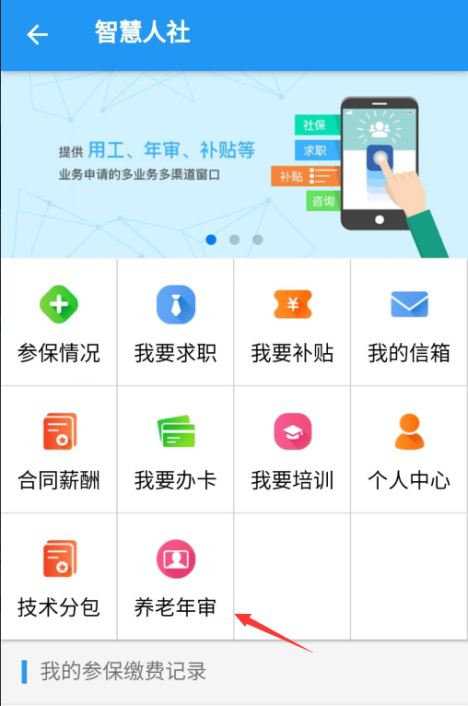 智慧人社
提供 用工、年审、补贴等
业务申请的多业务多渠道窗口
社保
求职
补贴
咨询
参保情况
我要求职
我要补贴
我的信箱
合同薪酬
我要办卡
我要培训
个人中心
技术分包
养老年审
我的参保缴费记录